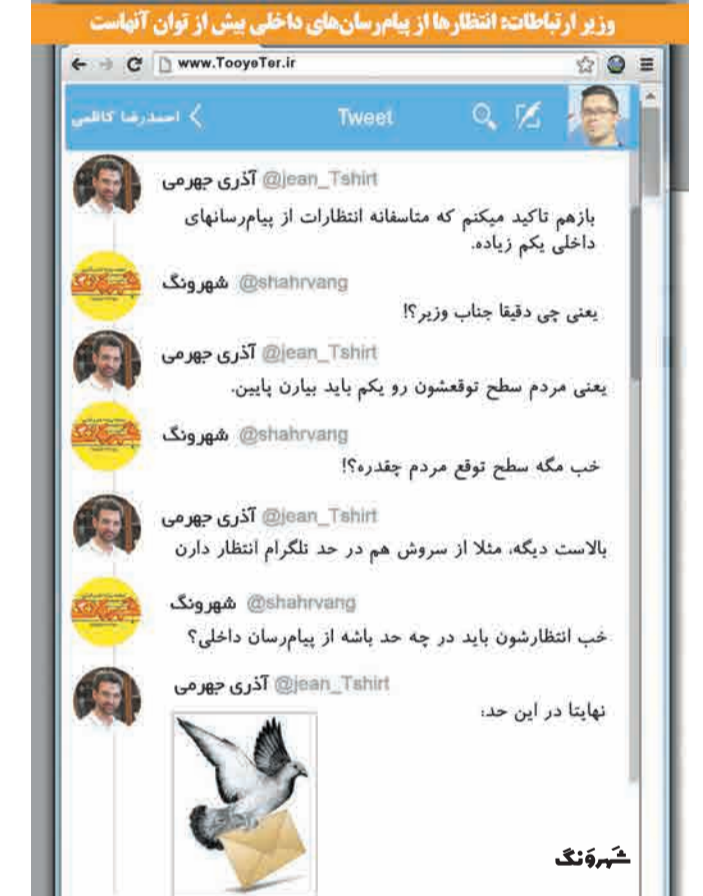 وزیر ارتباطات: انتظارها از پیام‌رسان‌های داخلی بیش از توان آنهاست
www.TooyeTer.ir
احمدرضا کاظمی
Tweet
آذری جهرمی @jean_Tshirt
بازهم تاکید میکنم که متاسفانه انتظارات از پیام‌رسانهای
داخلی یکم زیاده.
شهرونگ @shahrvang
یعنی چی دقیقا جناب وزیر؟!
آذری جهرمی @jean_Tshirt
یعنی مردم سطح توقعشون رو یکم باید بیارن پایین.
شهرونگ @shahrvang
خب مگه سطح توقع مردم چقدره؟!
آذری جهرمی @jean_Tshirt
بالاست دیگه، مثلا از سروش هم در حد تلگرام انتظار دارن
شهرونگ @shahrvang
خب انتظارشون باید در چه حد باشه از پیام‌رسان داخلی؟
آذری جهرمی @jean_Tshirt
نهایتا در این حد:
شهرونگ